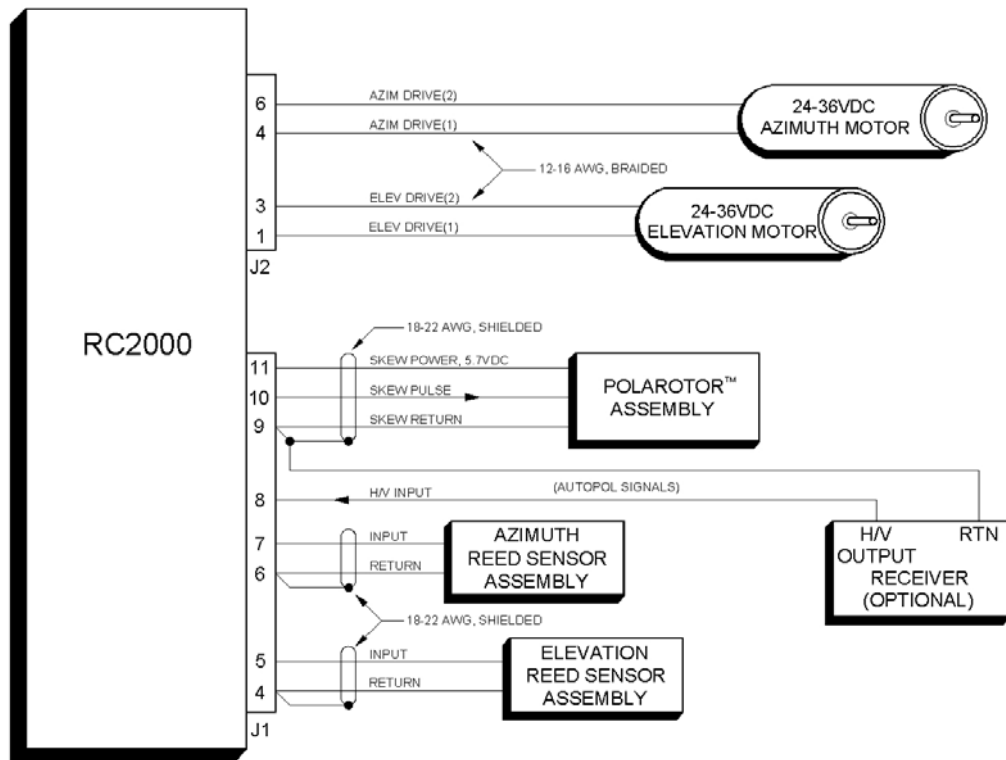 RC2000
6
AZIM DRIVE(2)
4
AZIM DRIVE(1)
24-36VDC
AZIMUTH MOTOR
12-16 AWG, BRAIDED
3
ELEV DRIVE(2)
1
ELEV DRIVE(1)
24-36VDC
ELEVATION MOTOR
J2
18-22 AWG, SHIELDED
11
SKEW POWER, 5.7VDC
10
SKEW PULSE
9
SKEW RETURN
POLAROTOR™
ASSEMBLY
8
H/V INPUT
(AUTOPOL SIGNALS)
7
INPUT
6
RETURN
AZIMUTH
REED SENSOR
ASSEMBLY
H/V RTN
OUTPUT
RECEIVER
(OPTIONAL)
18-22 AWG, SHIELDED
5
INPUT
4
RETURN
ELEVATION
REED SENSOR
ASSEMBLY
J1